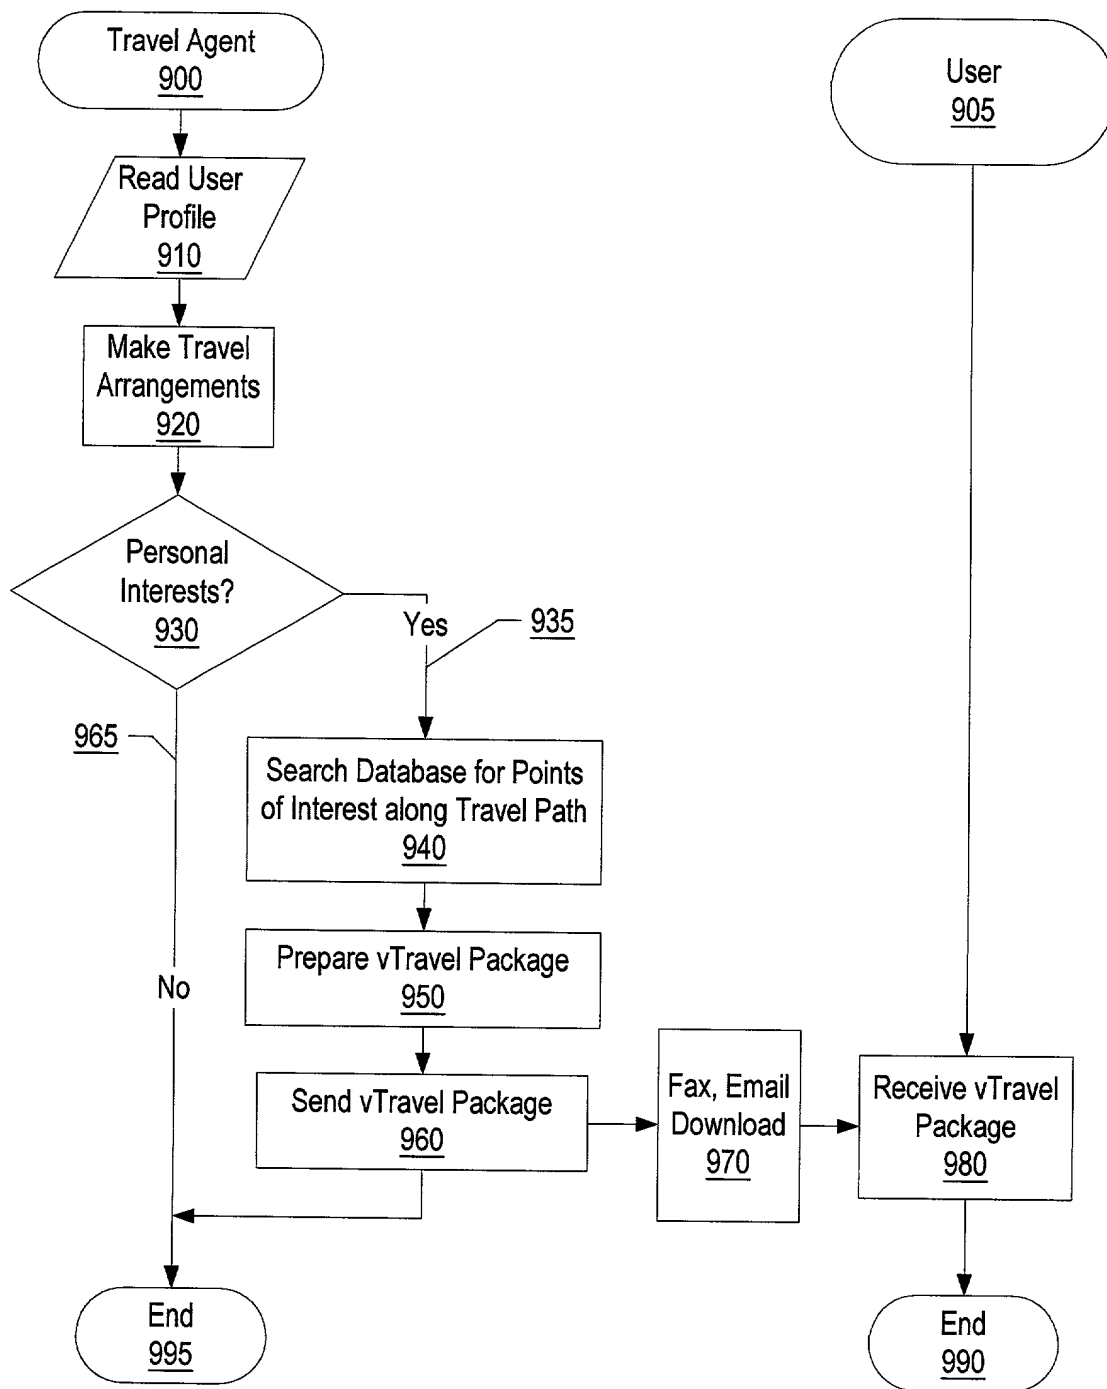 Travel Agent
900
User
905
Read User
Profile
910
Make Travel
Arrangements
920
Personal
Interests?
930
Yes
935
965
Search Database for Points
of Interest along Travel Path
940
Prepare vTravel Package
950
No
Send vTravel Package
960
Fax, Email
Download
970
Receive vTravel
Package
980
End
995
End
990